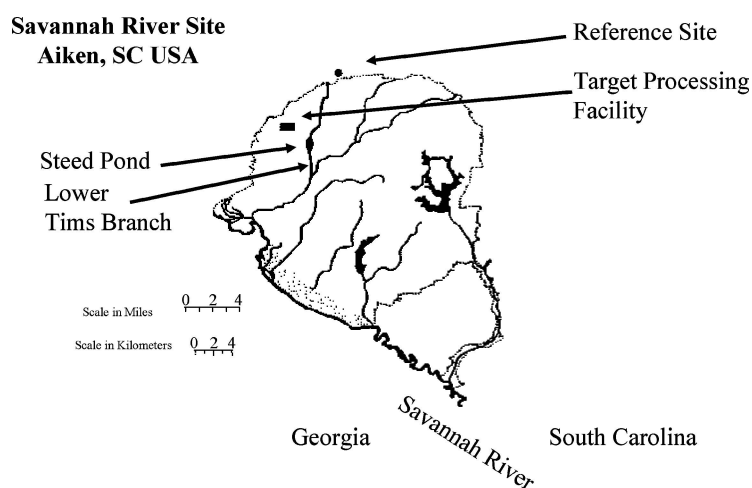 Savannah River Site
Aiken, SC USA
Reference Site
Target Processing
Facility
Steed Pond
Lower
Tims Branch
Scale in Miles
0 2 4
Scale in Kilometers
0 2 4
Georgia
Savannah River
South Carolina